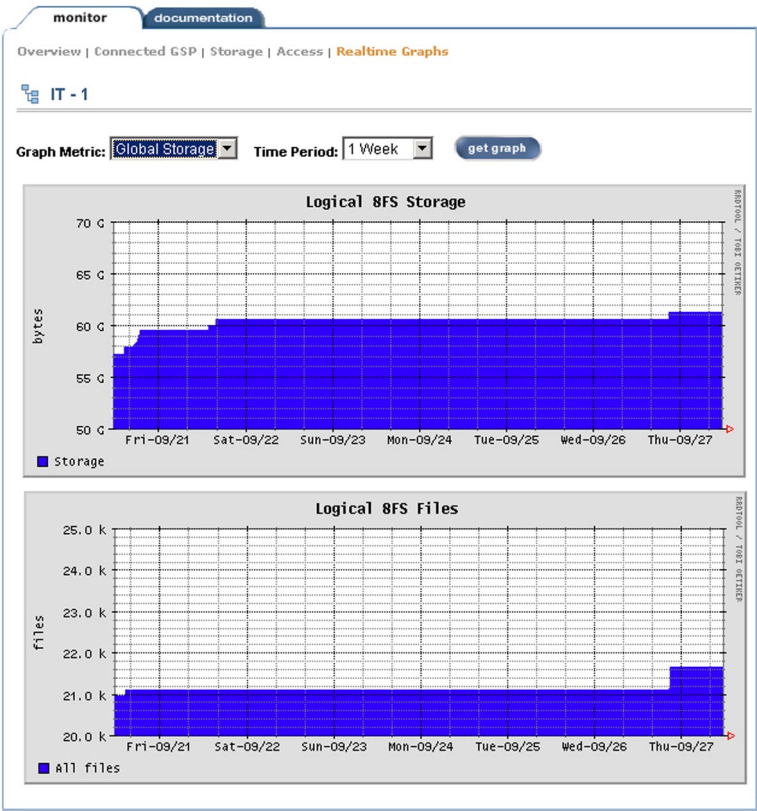 monitor documentation
Overview | Connected GSP | Storage | Access | Realtime Graphs
IT - 1
Graph Metric: Global Storage Time Period: 1 Week get graph
Logical 8FS Storage
RRDTOOL / TOBI OETIKER
70 G
65 G
60 G
55 G
50 G
bytes
Fri-09/21 Sat-09/22 Sun-09/23 Mon-09/24 Tue-09/25 Wed-09/26 Thu-09/27
Storage
Logical 8FS Files
RRDTOOL / TOBI OETIKER
25.0 k
24.0 k
23.0 k
22.0 k
21.0 k
20.0 k
files
Fri-09/21 Sat-09/22 Sun-09/23 Mon-09/24 Tue-09/25 Wed-09/26 Thu-09/27
All files